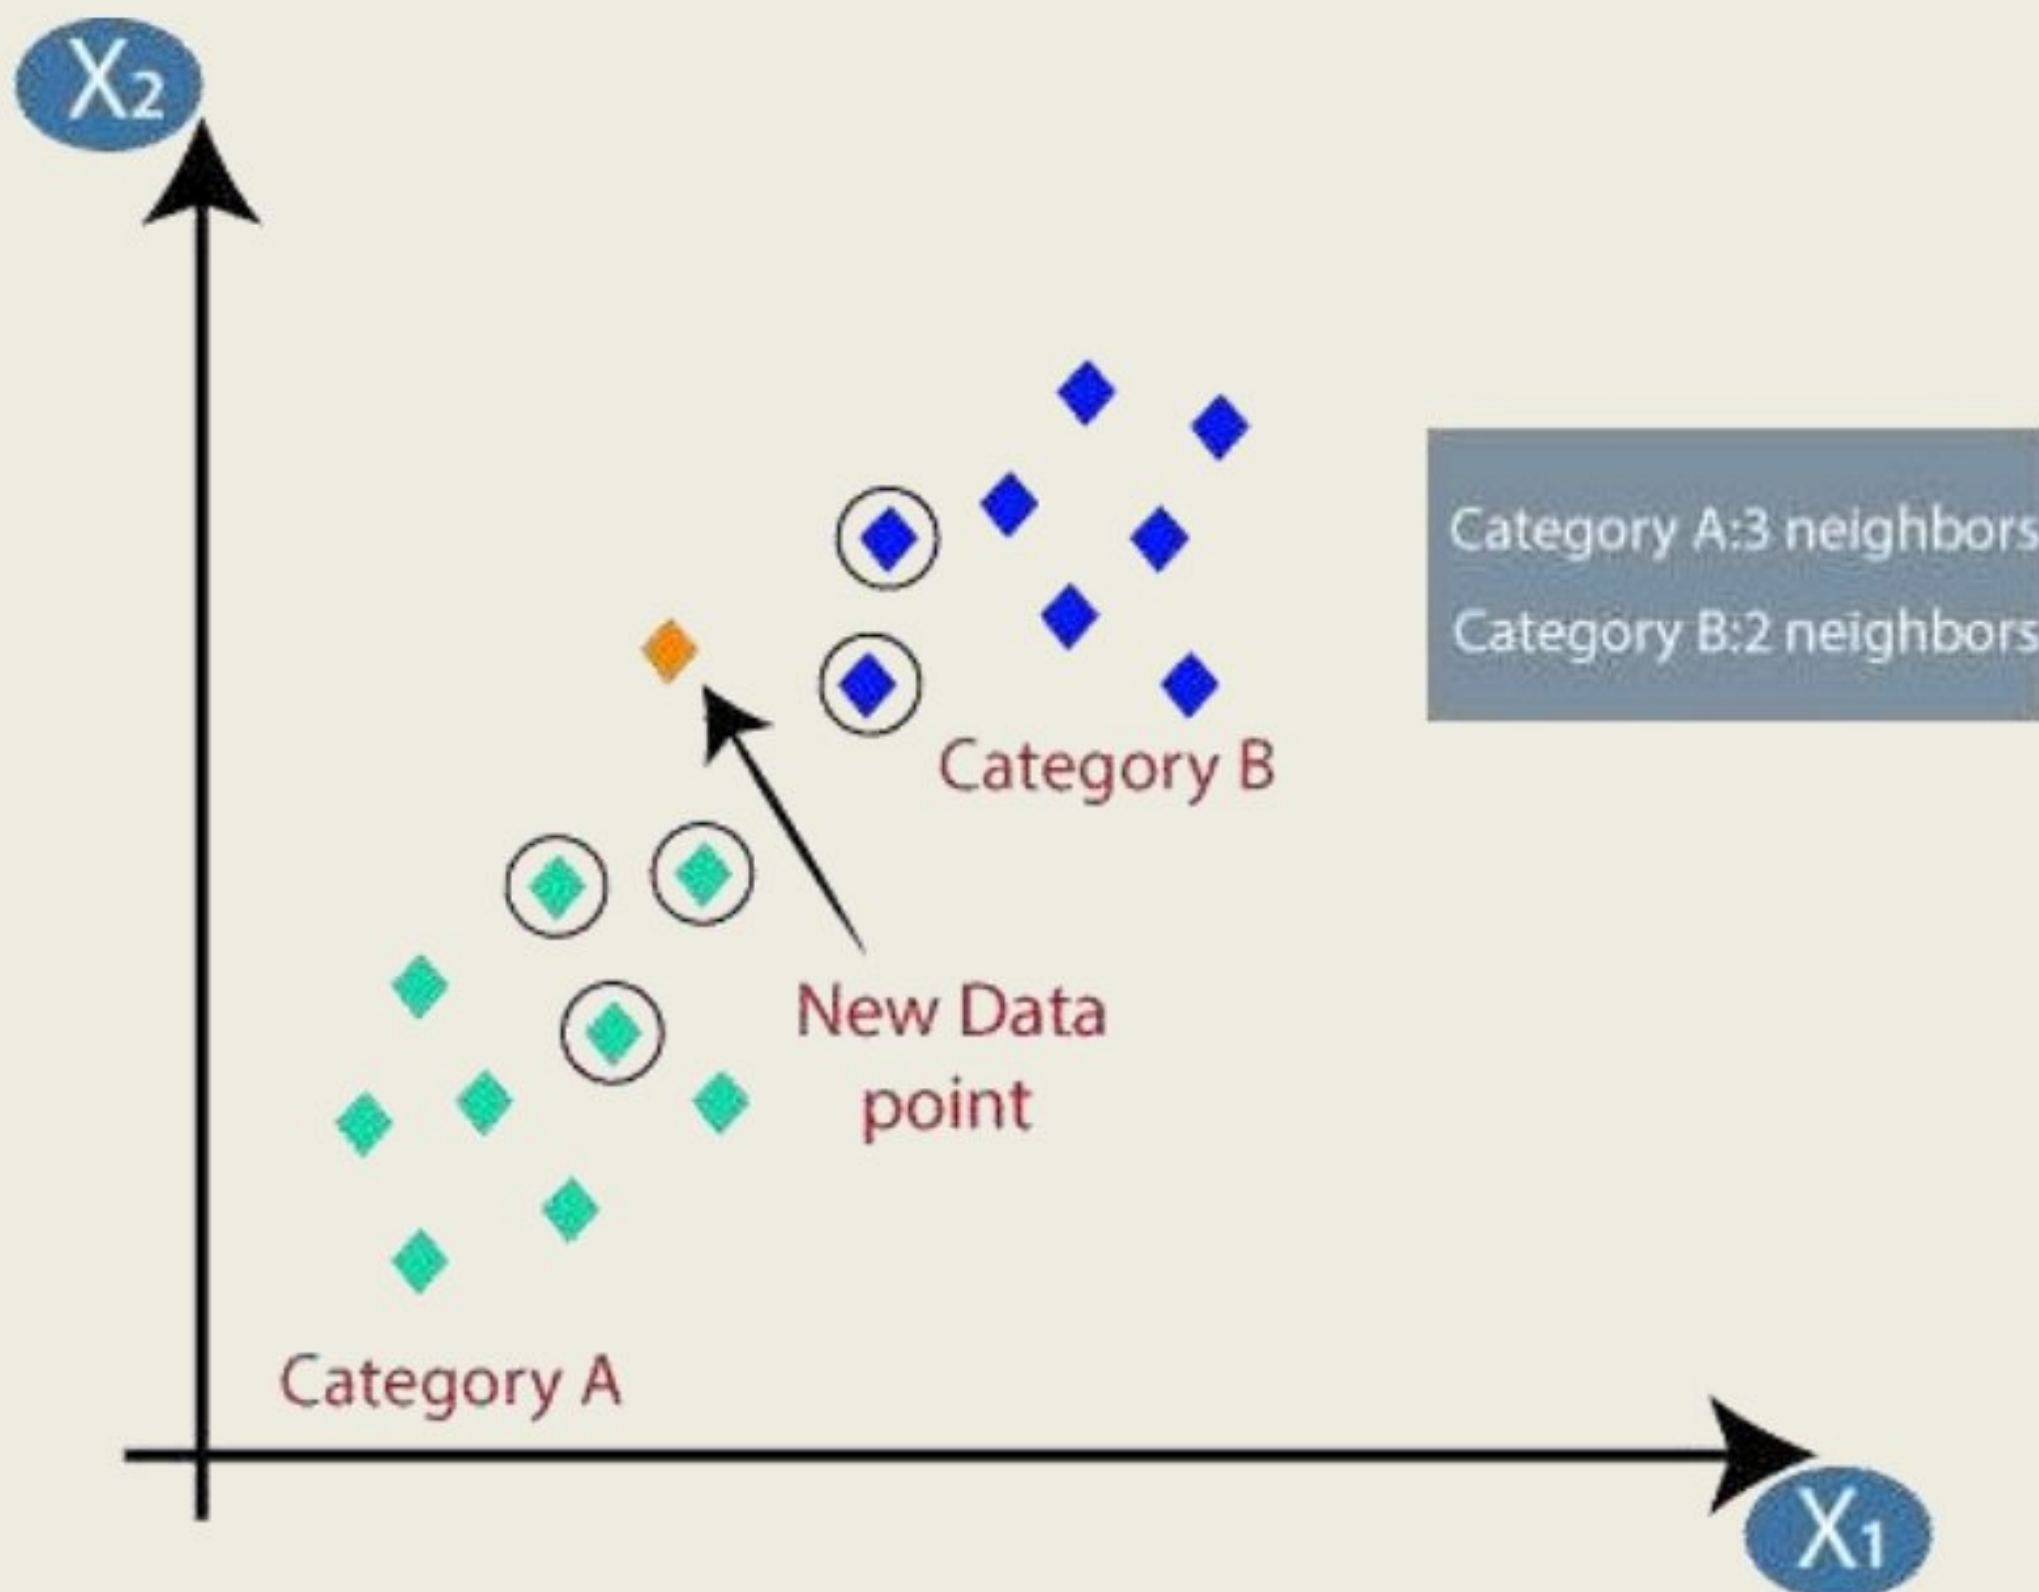 X2
Category A:3 neighbors
Category B:2 neighbors
Category B
New Data
point
Category A
X1